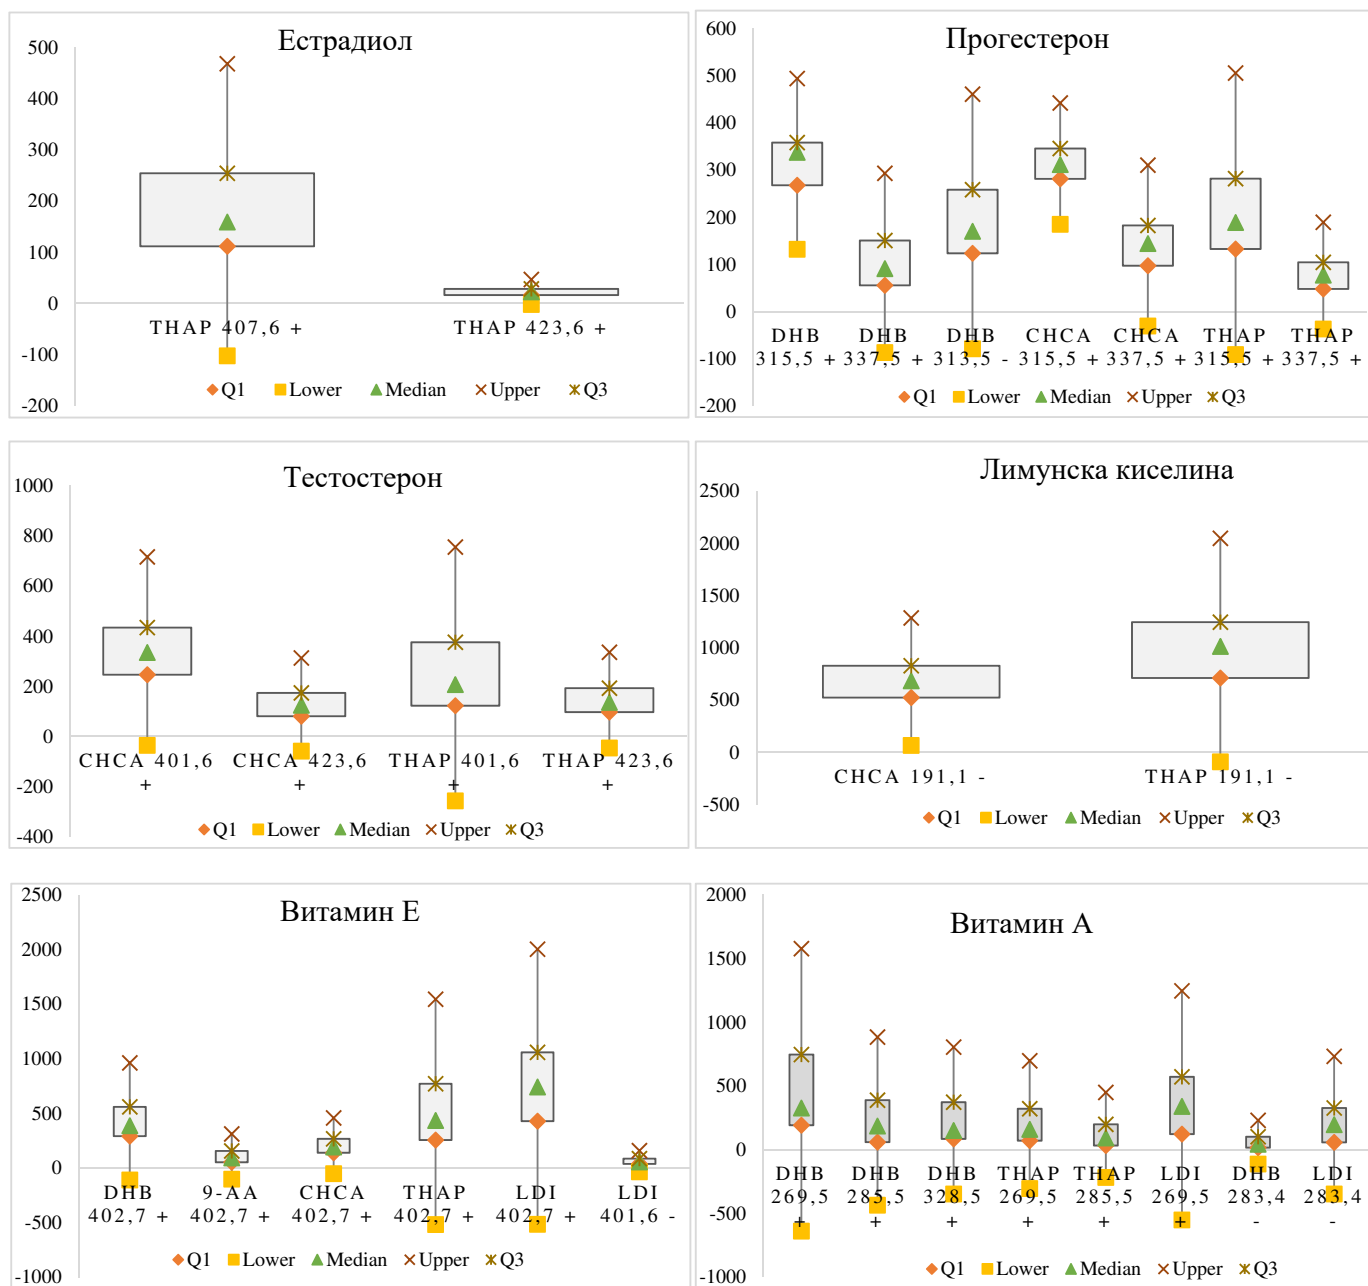 Естрадиол
500
400
300
200
100
0
-100
-200
THAP 407,6 +
THAP 423,6 +
Q1 Lower Median Upper Q3
Прогестерон
600
500
400
300
200
100
0
-100
-200
DHB 315,5 +
DHB 337,5 +
DHB 313,5 -
CHCA 315,5 +
CHCA 337,5 +
THAP 315,5 +
THAP 337,5 +
Q1 Lower Median Upper Q3
Тестостерон
1000
800
600
400
200
0
-200
-400
CHCA 401,6 +
CHCA 423,6 +
THAP 401,6 +
THAP 423,6 +
Q1 Lower Median Upper Q3
Лимунска киселина
2500
2000
1500
1000
500
0
-500
CHCA 191,1 -
THAP 191,1 -
Q1 Lower Median Upper Q3
Витамин Е
2500
2000
1500
1000
500
0
-500
-1000
DHB 402,7 +
9-AA 402,7 +
CHCA 402,7 +
THAP 402,7 +
LDI 402,7 +
LDI 401,6 -
Q1 Lower Median Upper Q3
Витамин А
2000
1500
1000
500
0
-500
-1000
DHB 269,5 +
DHB 285,5 +
DHB 328,5 +
THAP 269,5 +
THAP 285,5 +
LDI 269,5 +
DHB 283,4 -
LDI 283,4 -
Q1 Lower Median Upper Q3